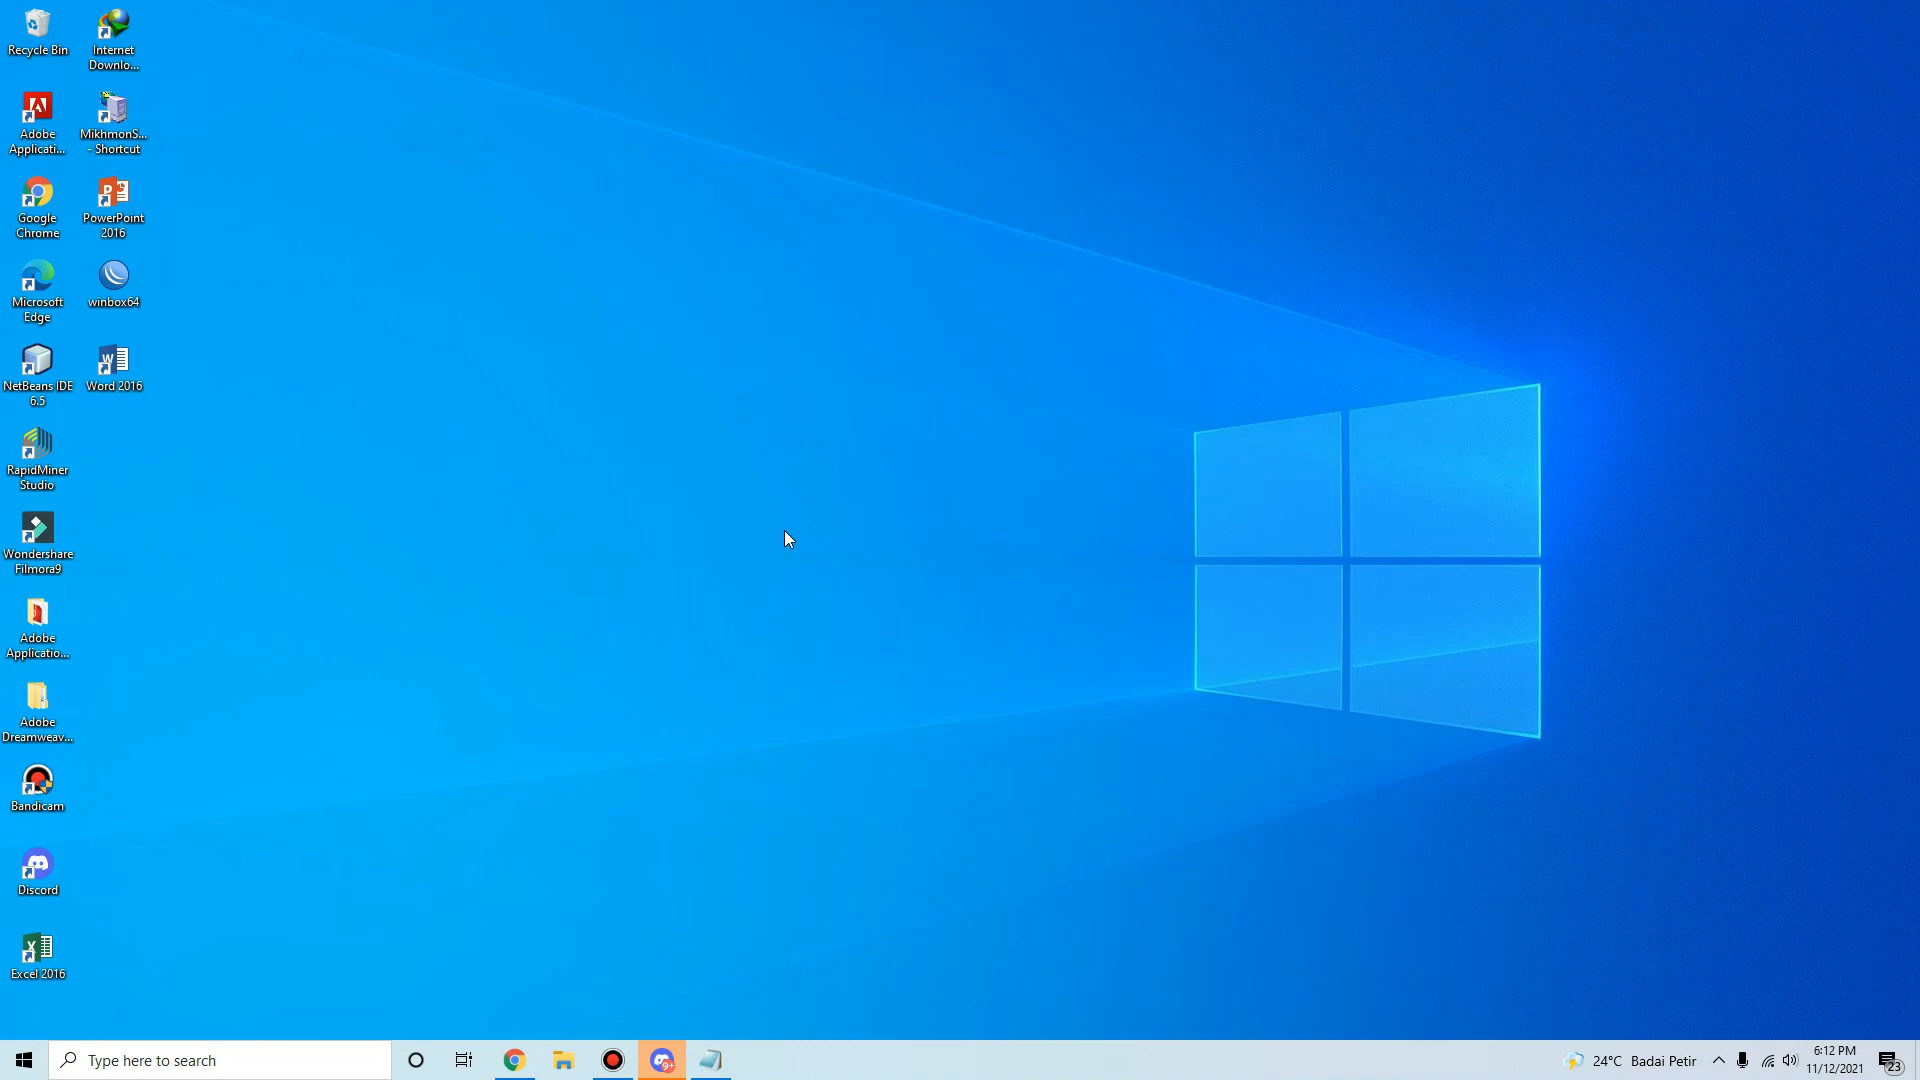 Recycle Bin
Internet
Downlo...
Adobe
Applicati...
MikhmonS...
- Shortcut
Google
Chrome
PowerPoint
2016
Microsoft
Edge
winbox64
NetBeans IDE
6.5
Word 2016
RapidMiner
Studio
Wondershare
Filmora9
Adobe
Applicatio...
Adobe
Dreamweav...
Bandicam
Discord
Excel 2016
Type here to search
9+
24°C Badai Petir
6:12 PM
11/12/2021
23